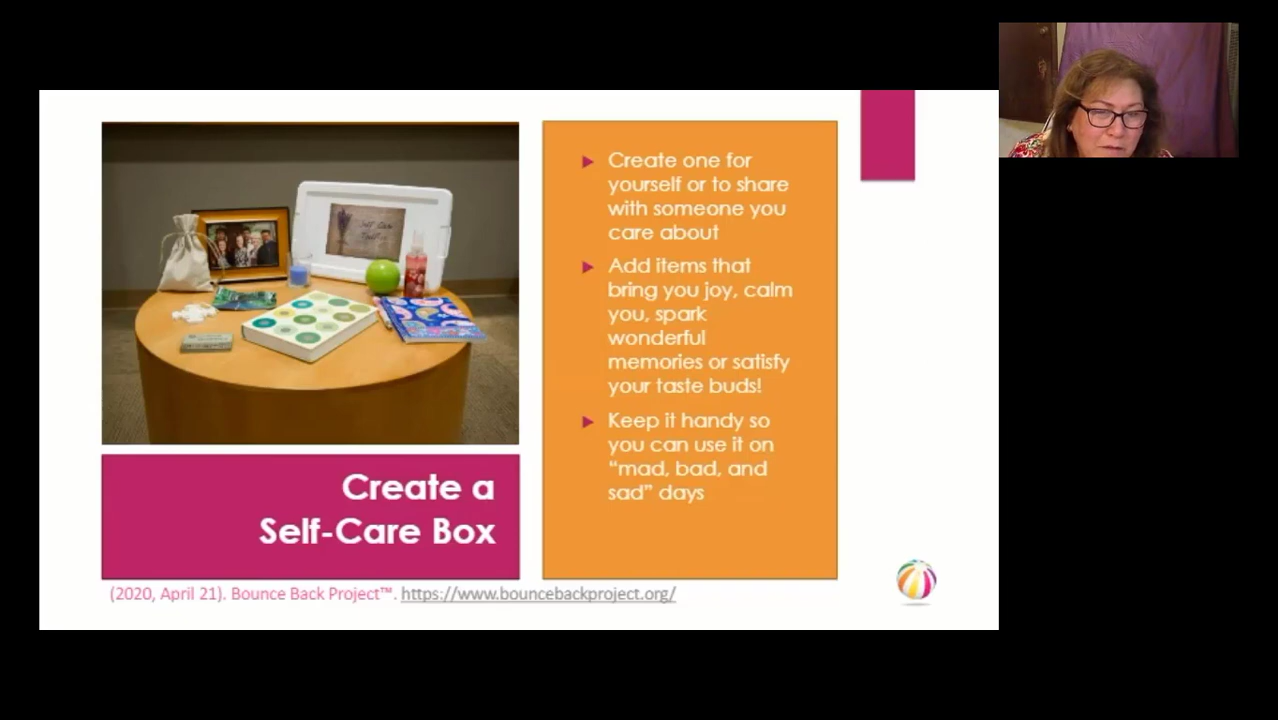 Create one for
yourself or to share
with someone you
care about
Add items that
bring you joy, calm
you, spark
wonderful
memories or satisfy
your taste buds!
Keep it handy so
you can use it on
“mad, bad, and
sad” days
Create a
Self-Care Box
(2020, April 21). Bounce Back Project™. https://www.bouncebackproject.org/